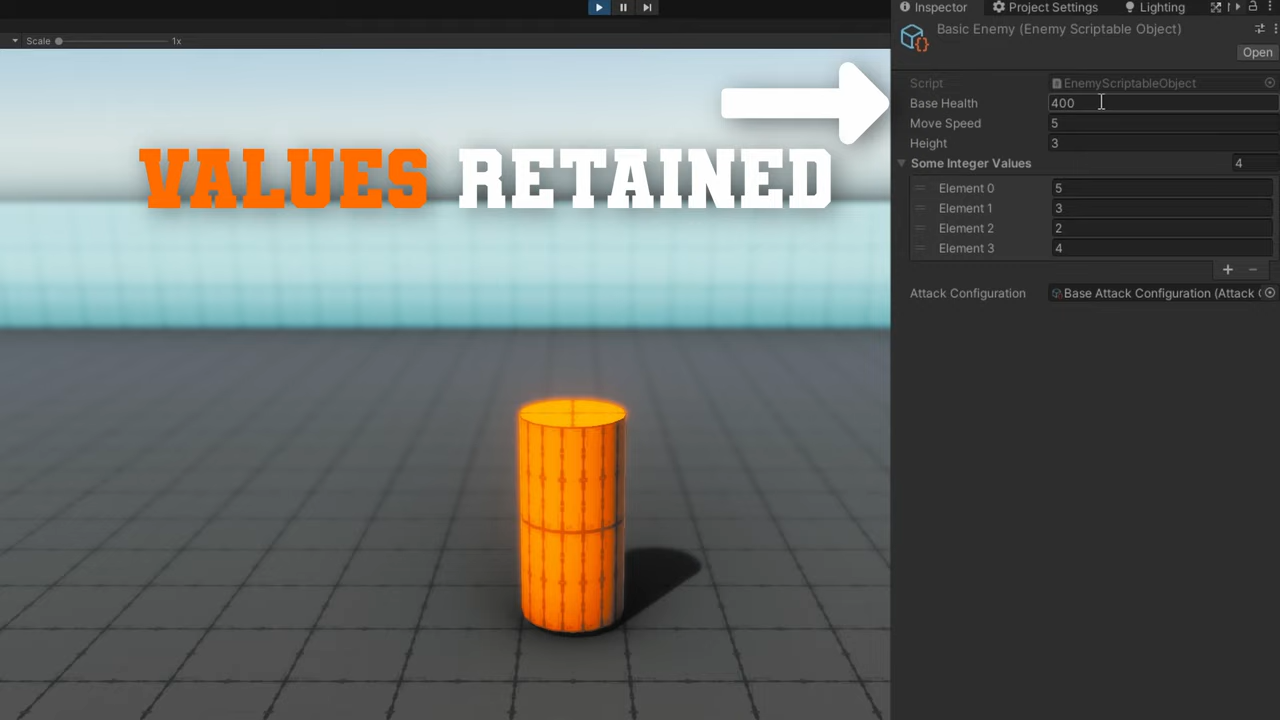 Inspector
Project Settings
Lighting
Basic Enemy (Enemy Scriptable Object)
Open
Scale 1x
Script EnemyScriptableObject
Base Health 400
Move Speed 5
Height 3
Some Integer Values 4
Element 0 5
Element 1 3
Element 2 2
Element 3 4
Attack Configuration Base Attack Configuration (Attack
VALUES RETAINED